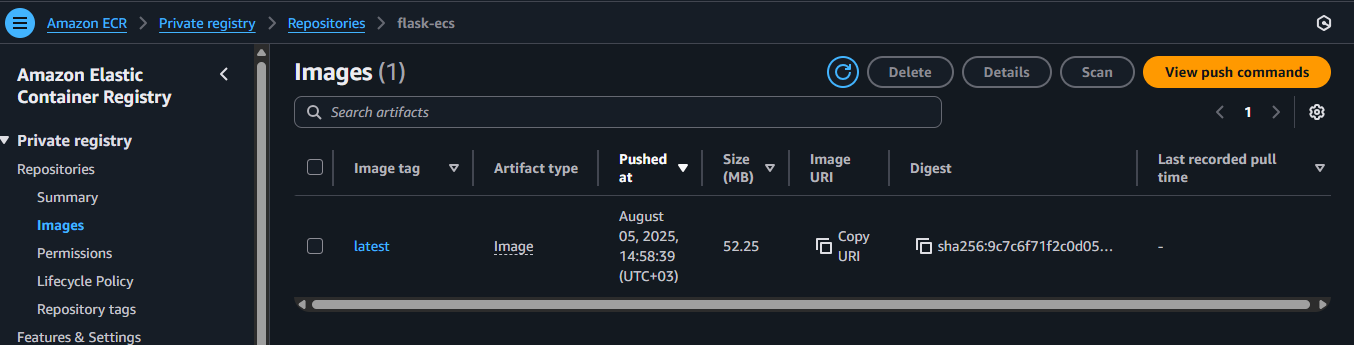 Amazon ECR > Private registry > Repositories > flask-ecs
Amazon Elastic
Container Registry
Private registry
Repositories
Summary
Images
Permissions
Lifecycle Policy
Repository tags
Features & Settings
Images (1)
Delete
Details
Scan
View push commands
Search artifacts
1
Image tag
Artifact type
Pushed
at
Size
(MB)
Image
URI
Digest
Last recorded pull
time
latest
Image
August
05, 2025,
14:58:39
(UTC+03)
52.25
Copy
URI
sha256:9c7c6f71f2c0d05...
-